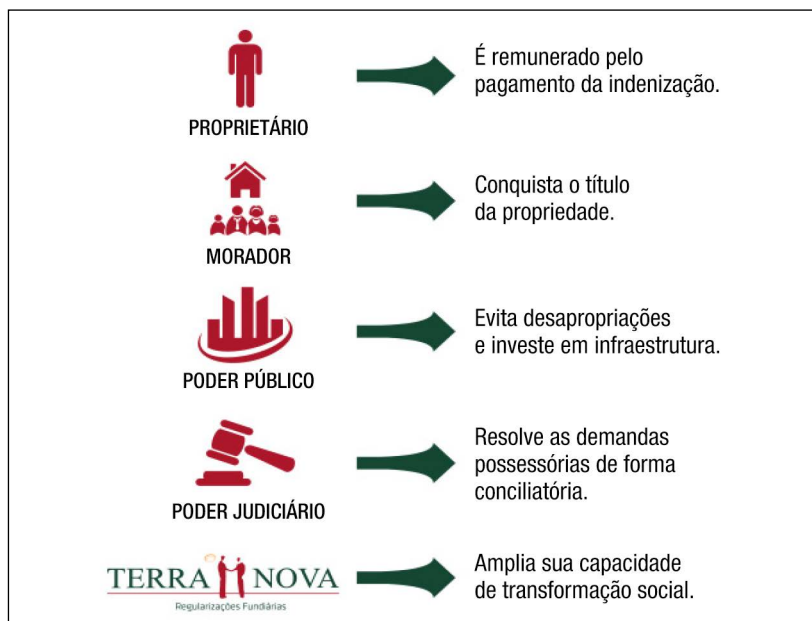 É remunerado pelo
pagamento da indenização.
PROPRIETÁRIO
Conquista o título
da propriedade.
MORADOR
Evita desapropriações
e investe em infraestrutura.
PODER PÚBLICO
Resolve as demandas
possessórias de forma
conciliatória.
PODER JUDICIÁRIO
TERRA NOVA
Regularizações Fundiárias
Amplia sua capacidade
de transformação social.